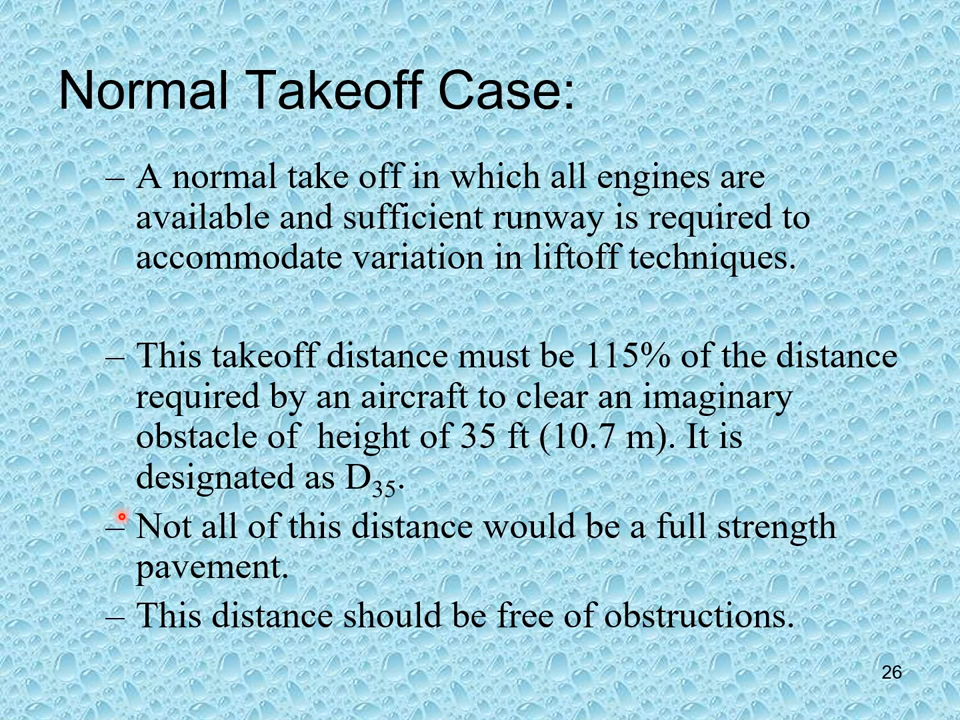 Normal Takeoff Case:
– A normal take off in which all engines are
available and sufficient runway is required to
accommodate variation in liftoff techniques.
– This takeoff distance must be 115% of the distance
required by an aircraft to clear an imaginary
obstacle of height of 35 ft (10.7 m). It is
designated as D₃₅.
– Not all of this distance would be a full strength
pavement.
– This distance should be free of obstructions.
26